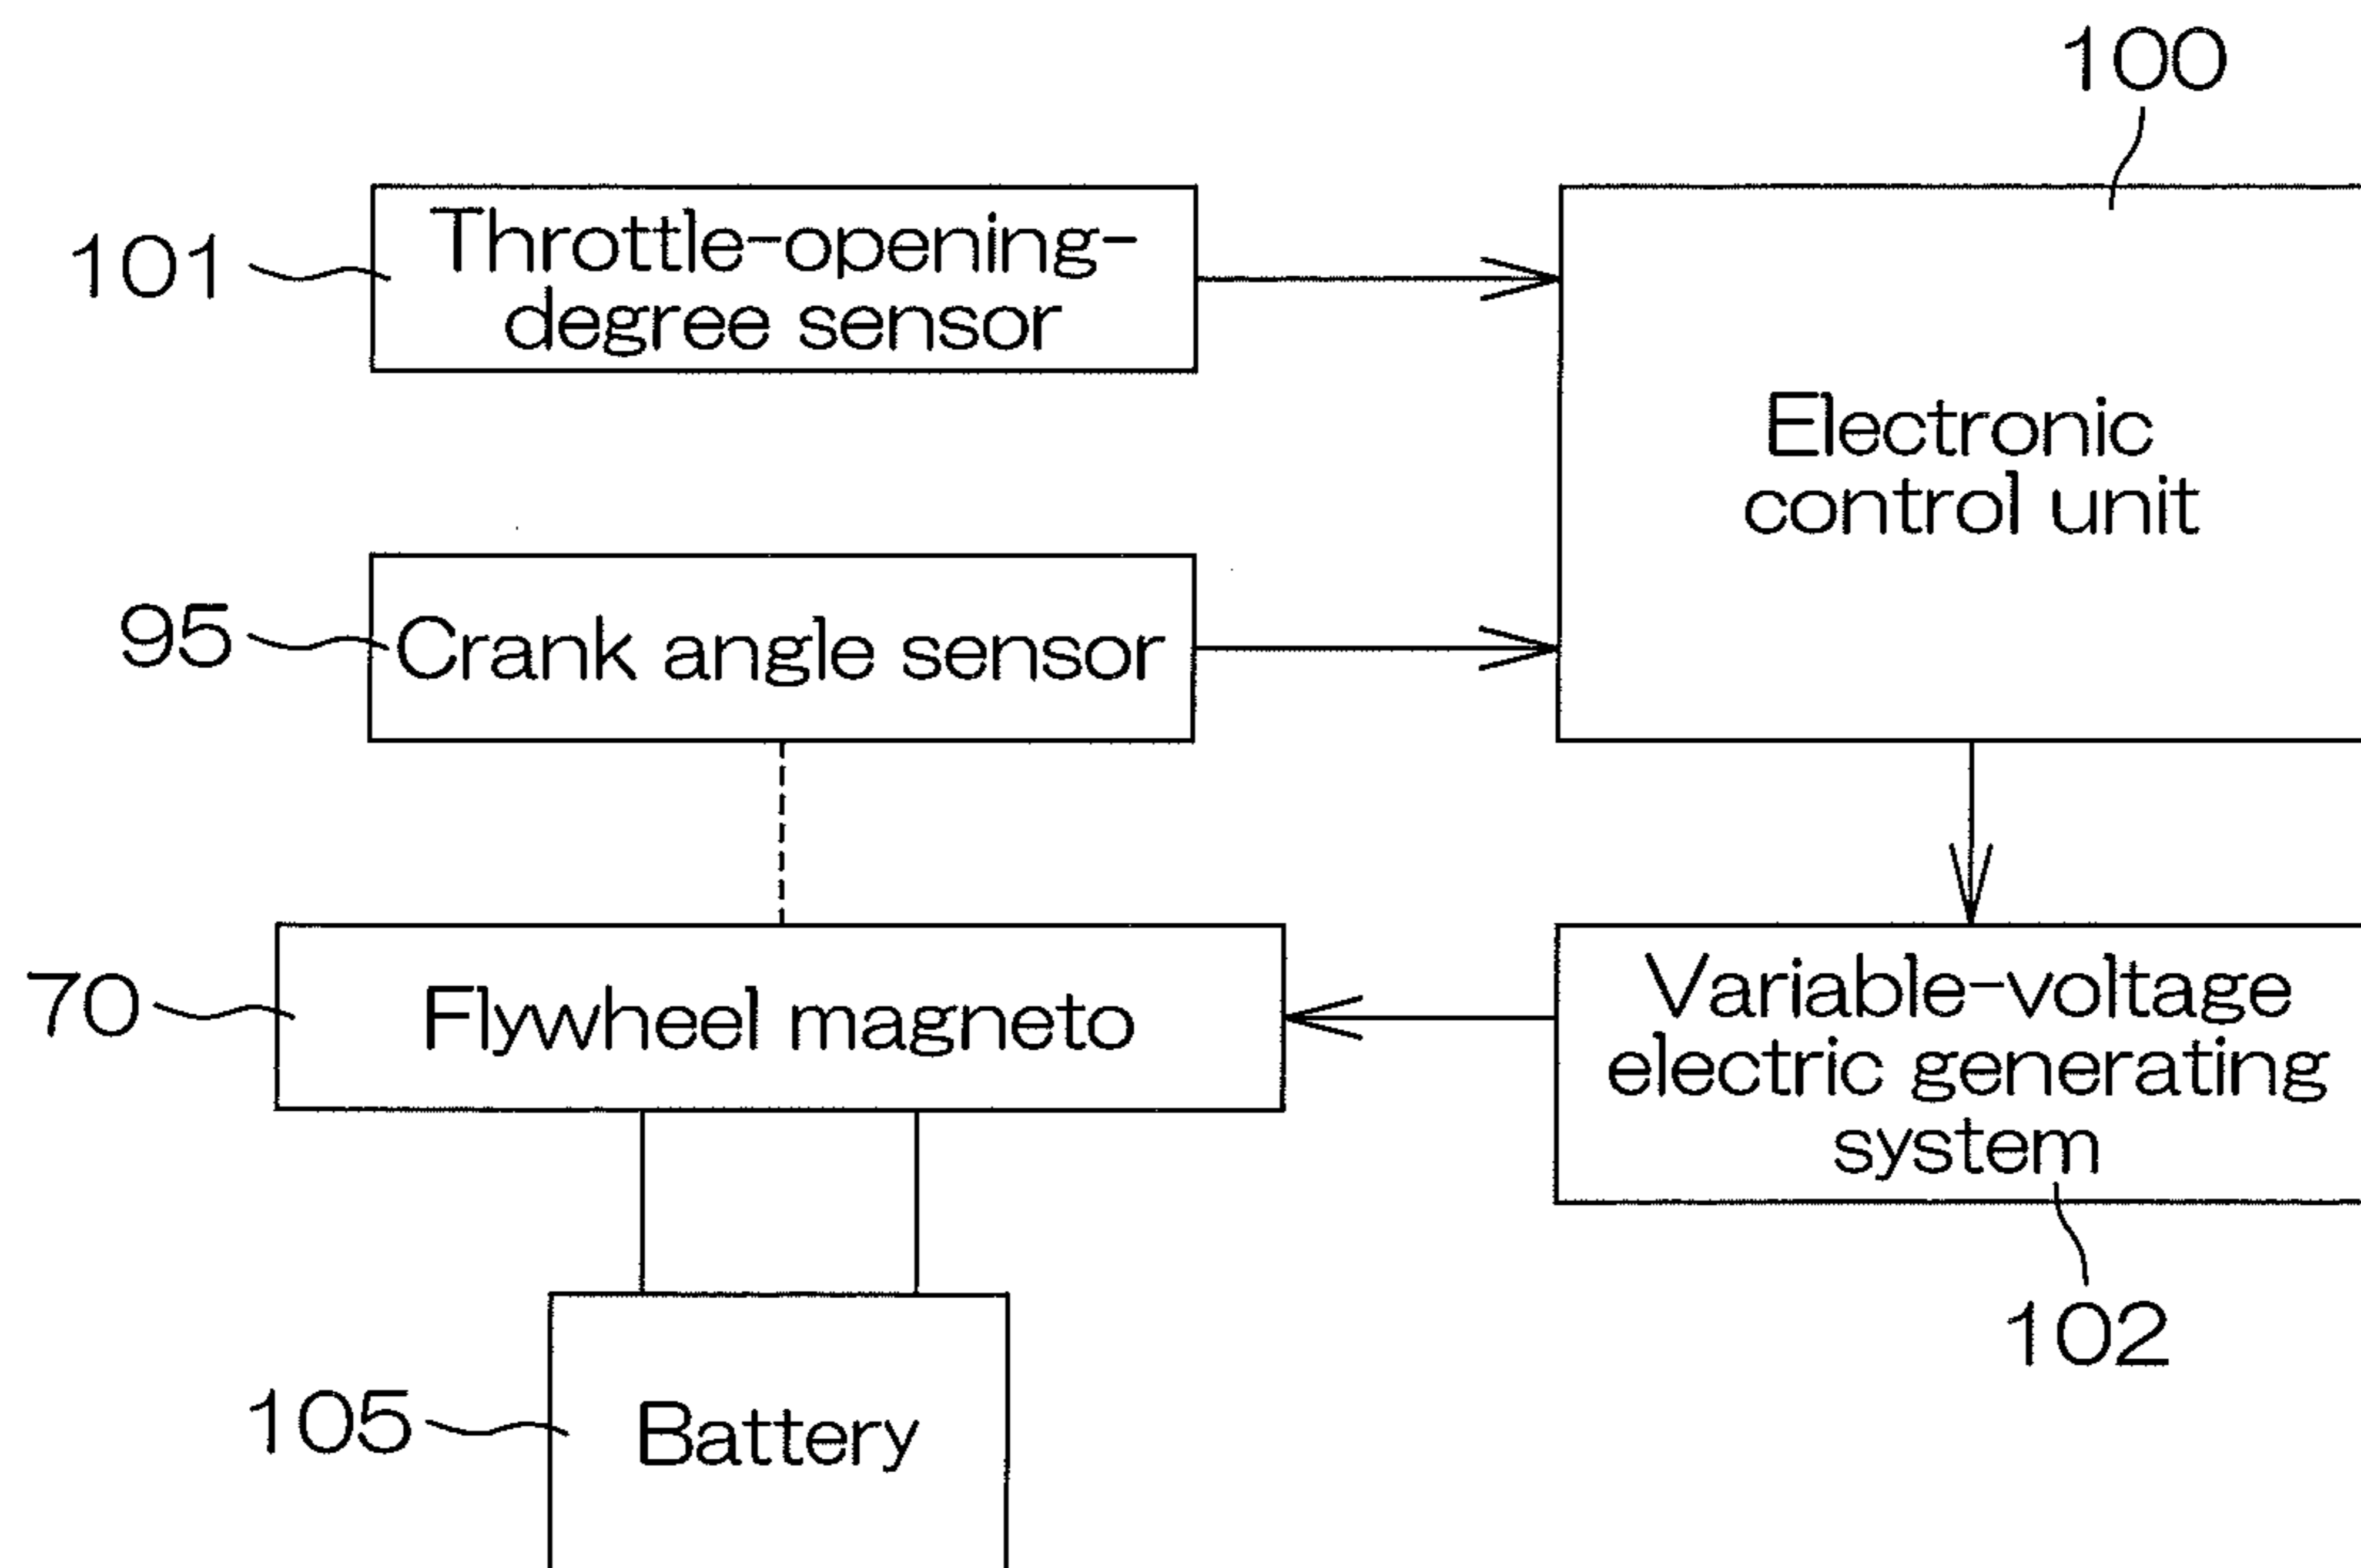 100
101
Throttle-opening-
degree sensor
Electronic
control unit
95
Crank angle sensor
70
Flywheel magneto
Variable-voltage
electric generating
system
102
105
Battery